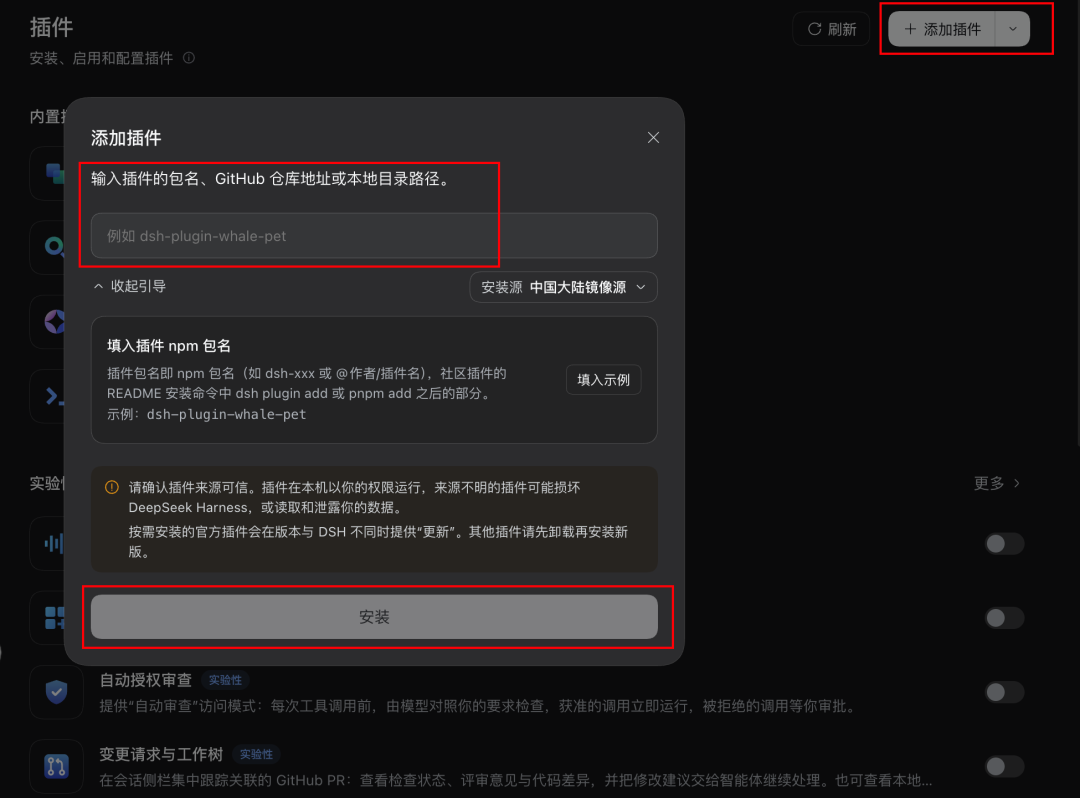 插件
安装、启用和配置插件
刷新
添加插件
内置
添加插件
输入插件的包名、GitHub 仓库地址或本地目录路径。
例如 dsh-plugin-whale-pet
收起引导
安装源 中国大陆镜像源
填入插件 npm 包名
插件包名即 npm 包名（如 dsh-xxx 或 @作者/插件名），社区插件的
README 安装命令中 dsh plugin add 或 pnpm add 之后的部分。
示例：dsh-plugin-whale-pet
填入示例
请确认插件来源可信。插件在本机以你的权限运行，来源不明的插件可能损坏
DeepSeek Harness，或读取和泄露你的数据。
按需安装的官方插件会在版本与 DSH 不同时提供“更新”。其他插件请先卸载再安装新
版。
安装
实验
更多
自动授权审查 实验性
提供“自动审查”访问模式：每次工具调用前，由模型对照你的要求检查，获准的调用立即运行，被拒绝的调用等你审批。
变更请求与工作树 实验性
在会话侧栏集中跟踪关联的 GitHub PR：查看检查状态、评审意见与代码差异，并把修改建议交给智能体继续处理。也可查看本地...